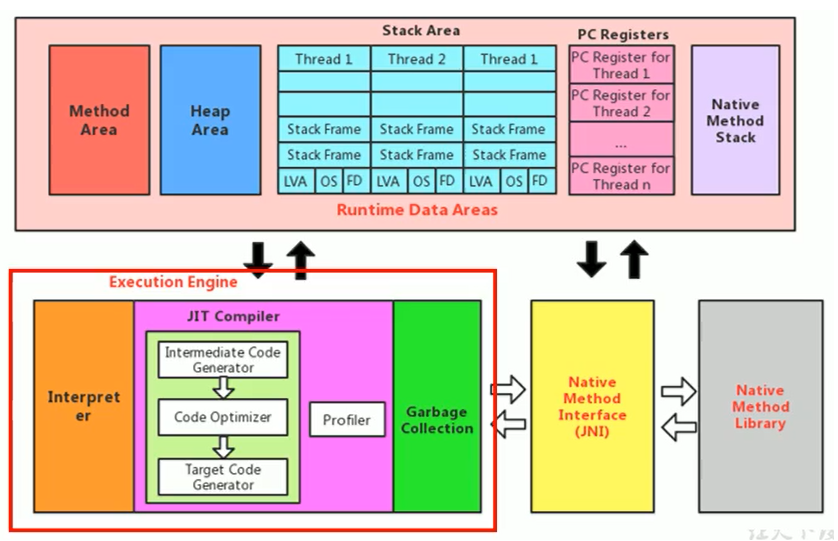 Stack Area
PC Registers
Method
Area
Heap
Area
Thread 1
Thread 2
Thread 1
Stack Frame
Stack Frame
Stack Frame
Stack Frame
Stack Frame
Stack Frame
LVA
OS
FD
LVA
OS
FD
LVA
OS
FD
PC Register for
Thread 1
PC Register for
Thread 2
...
PC Register for
Thread n
Native
Method
Stack
Runtime Data Areas
Execution Engine
Interpret
er
JIT Compiler
Intermediate Code
Generator
Code Optimizer
Target Code
Generator
Profiler
Garbage
Collection
Native
Method
Interface
(JNI)
Native
Method
Library